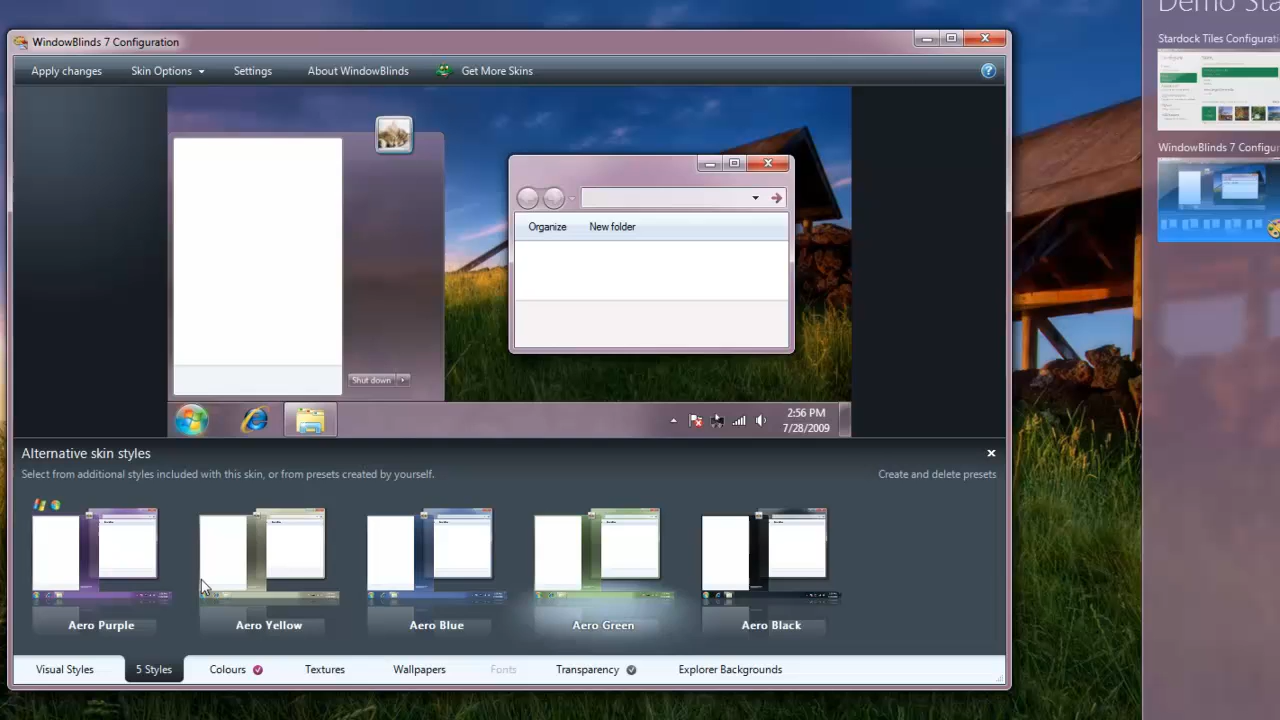 Demo Sta
WindowBlinds 7 Configuration
Stardock Tiles Configurati
Apply changes
Skin Options
Settings
About WindowBlinds
Get More Skins
WindowBlinds 7 Configur
Organize
New folder
Shut down
2:56 PM
7/28/2009
Alternative skin styles
Select from additional styles included with this skin, or from presets created by yourself.
Create and delete presets
Aero Purple
Aero Yellow
Aero Blue
Aero Green
Aero Black
Visual Styles
5 Styles
Colours
Textures
Wallpapers
Fonts
Transparency
Explorer Backgrounds